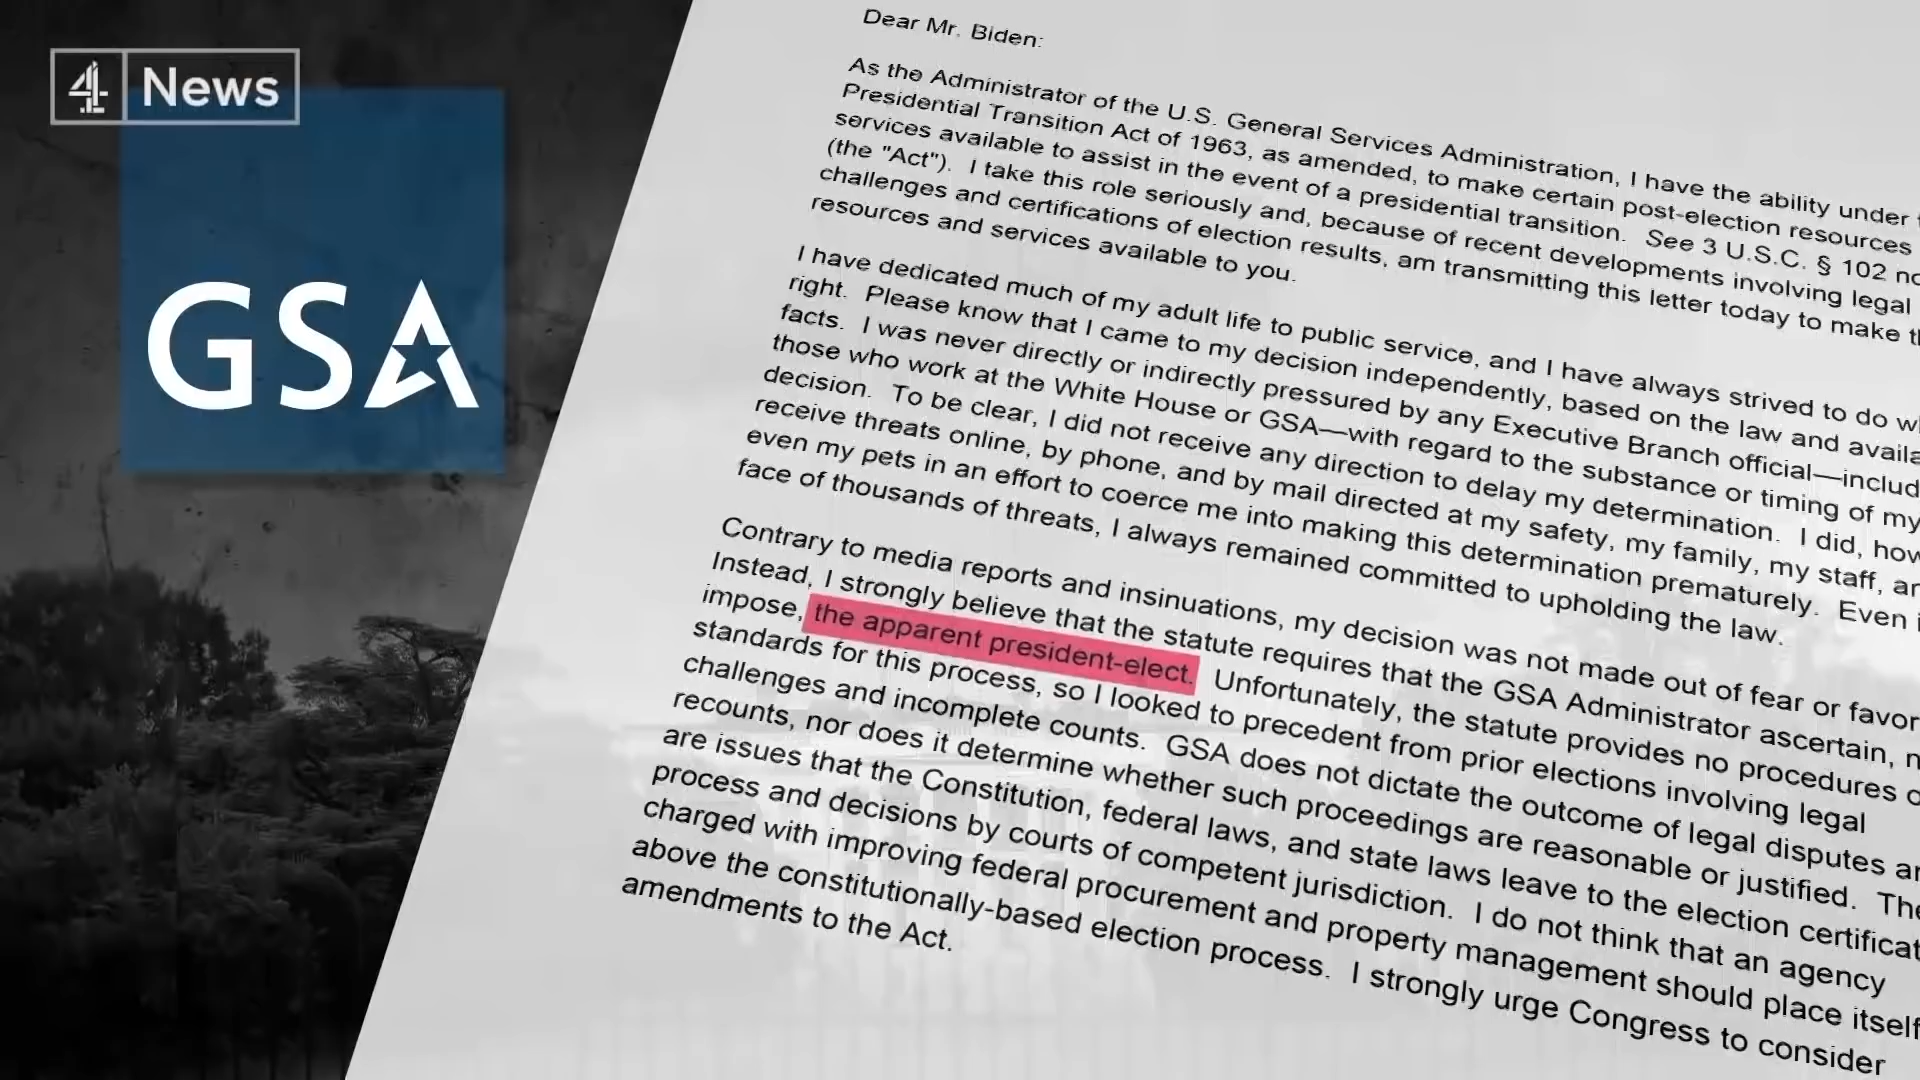 4 News
GSA
Dear Mr. Biden:
As the Administrator of the U.S. General Services Administration, I have the ability under
Presidential Transition Act of 1963, as amended, to make certain post-election resources
services available to assist in the event of a presidential transition. See 3 U.S.C. § 102
(the "Act"). I take this role seriously and, because of recent developments involving legal
challenges and certifications of election results, am transmitting this letter today to make
resources and services available to you.
I have dedicated much of my adult life to public service, and I have always strived to do
right. Please know that I came to my decision independently, based on the law and
facts. I was never directly or indirectly pressured by any Executive Branch official—includ
those who work at the White House or GSA—with regard to the substance or timing of my
decision. To be clear, I did not receive any direction to delay my determination. I did, how
receive threats online, by phone, and by mail directed at my safety, my family, my staff, a
even my pets in an effort to coerce me into making this determination prematurely. Even
face of thousands of threats, I always remained committed to upholding the law.
Contrary to media reports and insinuations, my decision was not made out of fear or favor
Instead, I strongly believe that the statute requires that the GSA Administrator ascertain, n
impose, the apparent president-elect. Unfortunately, the statute provides no procedures o
standards for this process, so I looked to precedent from prior elections involving legal
challenges and incomplete counts. GSA does not dictate the outcome of legal disputes a
recounts, nor does it determine whether such proceedings are reasonable or justified. The
are issues that the Constitution, federal laws, and state laws leave to the election certificat
process and decisions by courts of competent jurisdiction. I do not think that an agency
charged with improving federal procurement and property management should place itself
above the constitutionally-based election process. I strongly urge Congress to consider
amendments to the Act.